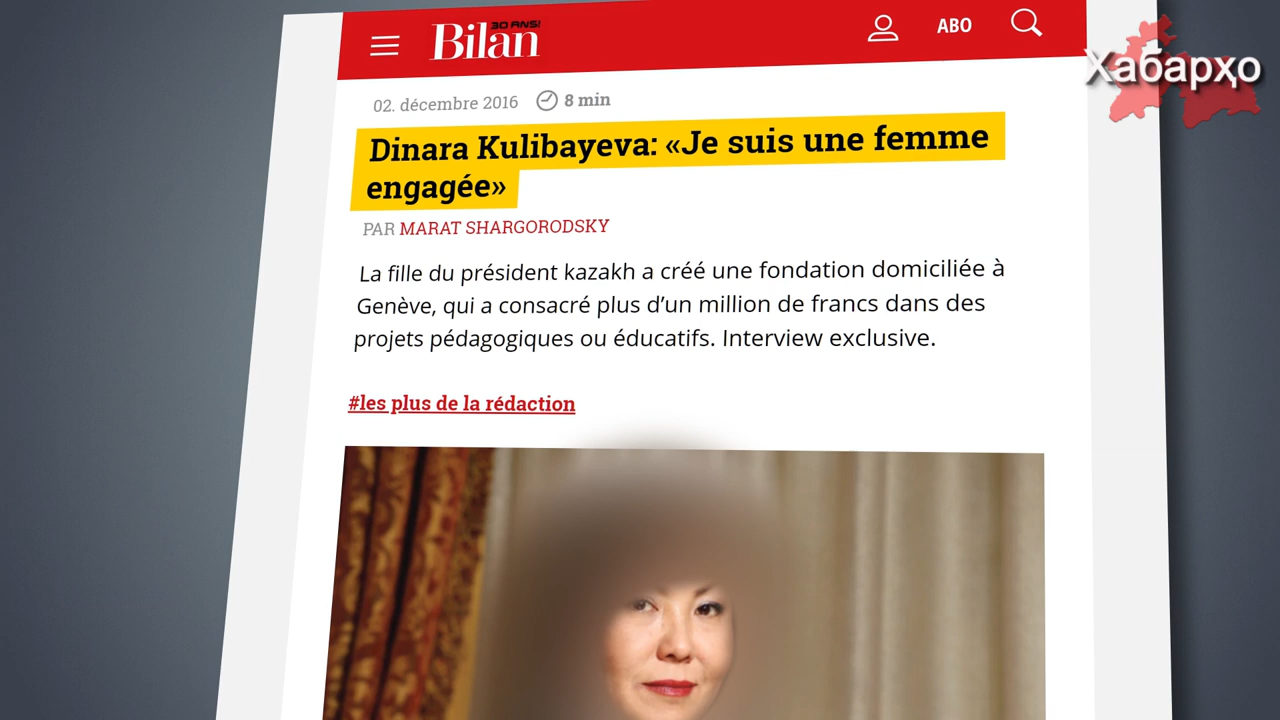 30 ANS!
Bilan
ABO
Хабарҳо
02. décembre 2016
8 min
Dinara Kulibayeva: «Je suis une femme
engagée»
PAR MARAT SHARGORODSKY
La fille du président kazakh a créé une fondation domiciliée à
Genève, qui a consacré plus d’un million de francs dans des
projets pédagogiques ou éducatifs. Interview exclusive.
#les plus de la rédaction